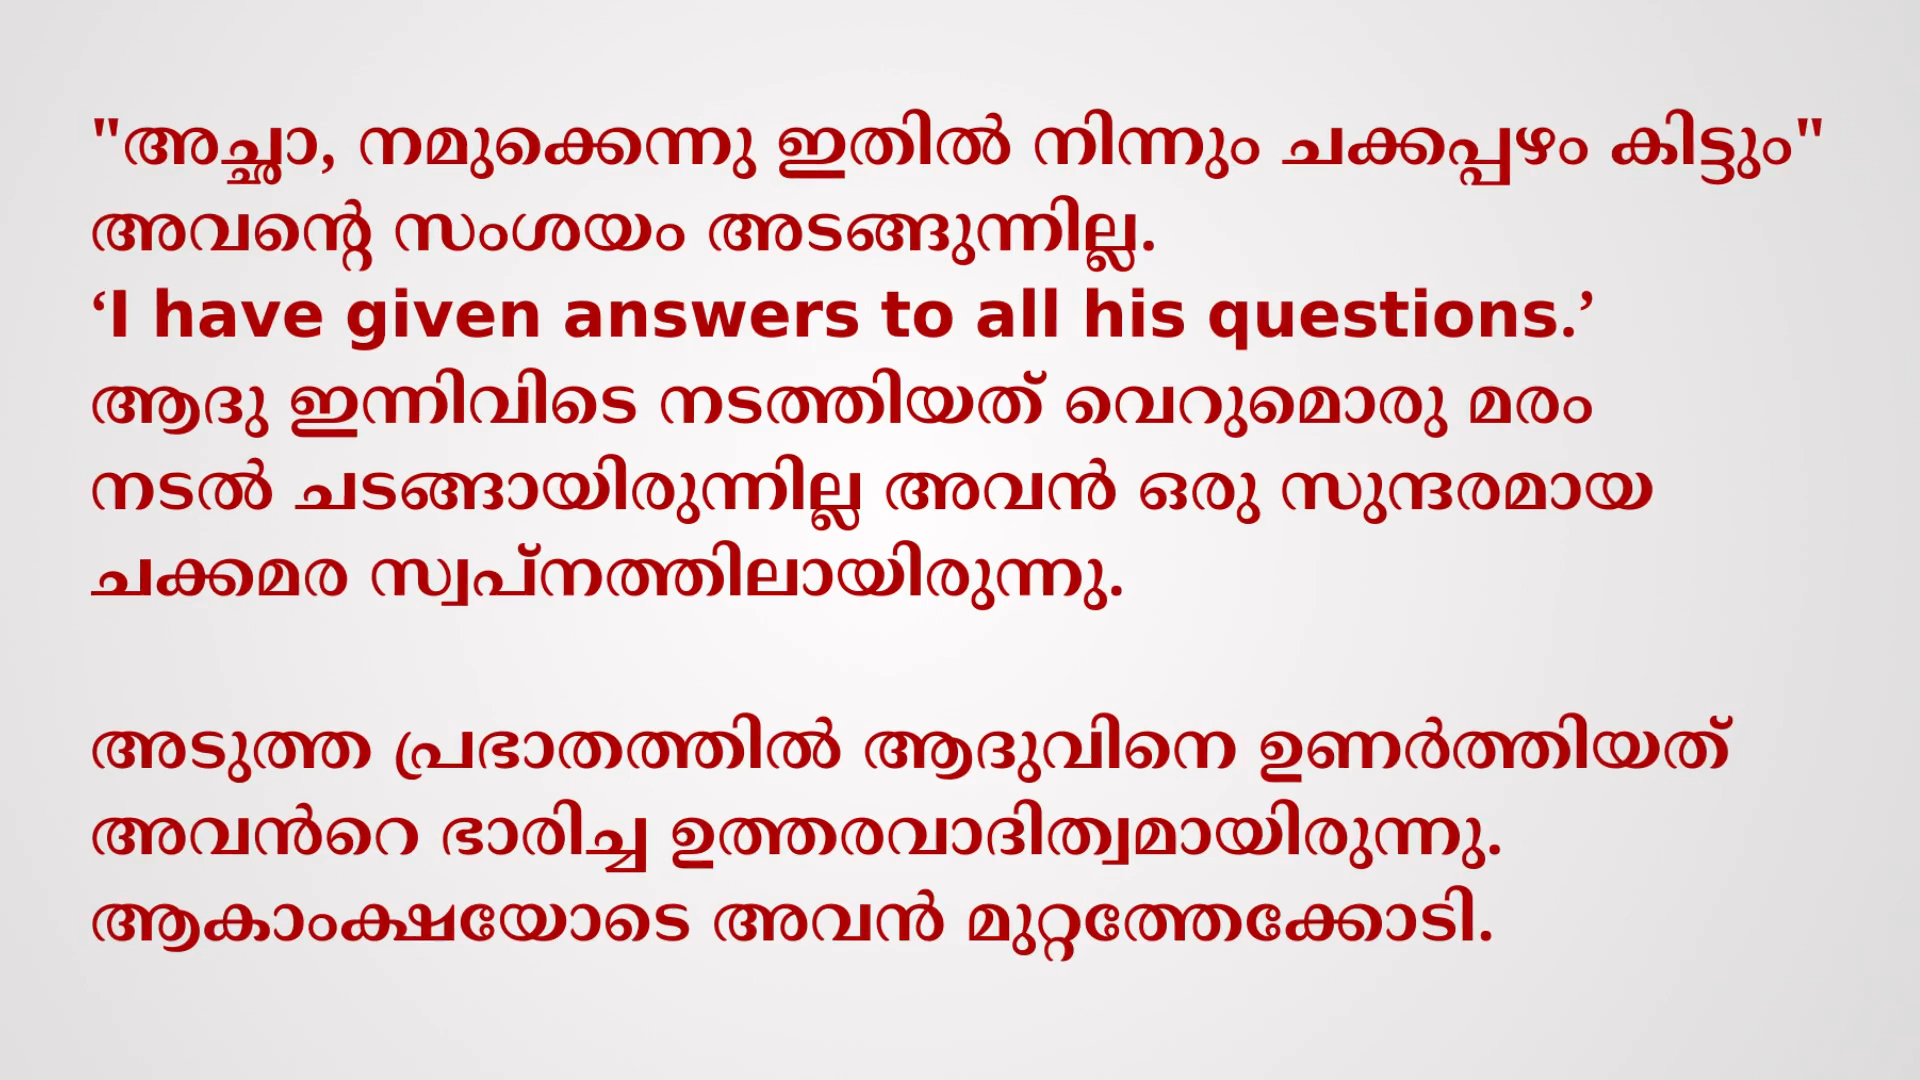 "അച്ഛാ, നമുക്കെന്നു ഇതിൽ നിന്നും ചക്കപ്പഴം കിട്ടും"
അവന്റെ സംശയം അടങ്ങുന്നില്ല.
‘I have given answers to all his questions.’
ആദു ഇന്നിവിടെ നടത്തിയത് വെറുമൊരു മരം
നടൽ ചടങ്ങായിരുന്നില്ല അവൻ ഒരു സുന്ദരമായ
ചക്കമര സ്വപ്നത്തിലായിരുന്നു.
അടുത്ത പ്രഭാതത്തിൽ ആദുവിനെ ഉണർത്തിയത്
അവൻറെ ഭാരിച്ച ഉത്തരവാദിത്വമായിരുന്നു.
ആകാംക്ഷയോടെ അവൻ മുറ്റത്തേക്കോടി.